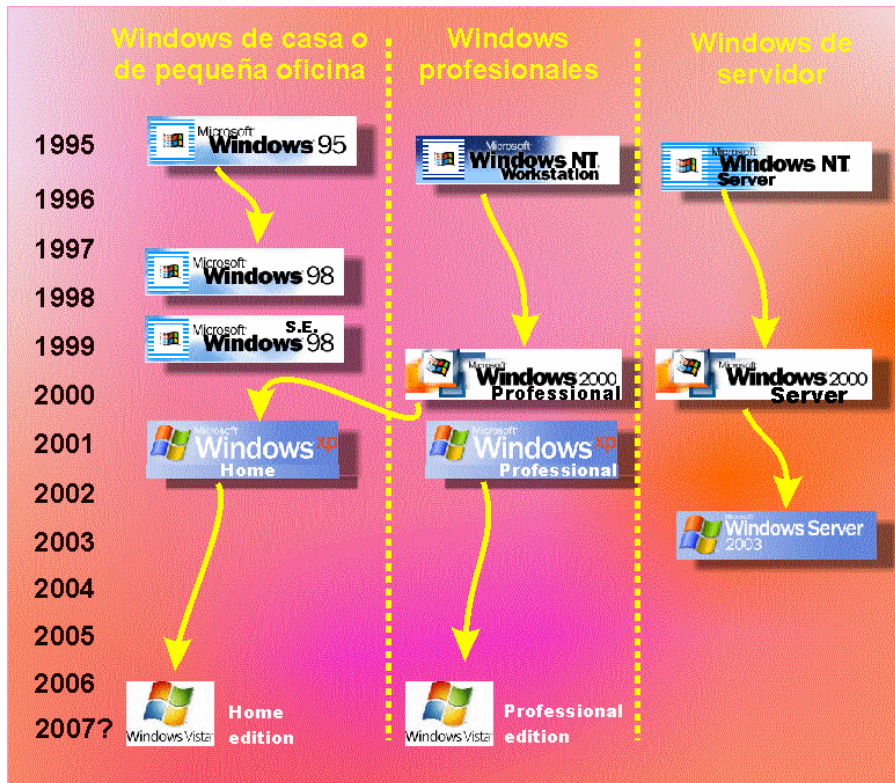 Windows de casa o
de pequeña oficina
Windows
profesionales
Windows de
servidor
1995
Microsoft
Windows 95
Microsoft
Windows NT
Workstation
Windows NT
Server
1996
1997
Microsoft
Windows 98
1998
Microsoft
S.E.
Windows 98
1999
Microsoft
Windows 2000
Professional
Microsoft
Windows 2000
Server
2000
2001
Microsoft
Windows xp
Home
Microsoft
Windows xp
Professional
2002
Microsoft
Windows Server
2003
2003
2004
2005
2006
2007?
Windows Vista
Home
edition
Windows Vista
Professional
edition